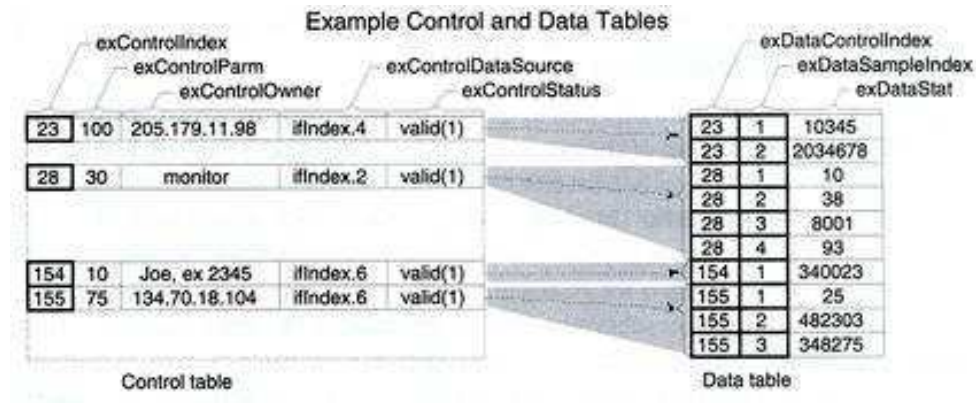 Example Control and Data Tables
exControlIndex
exControlParm
exControlOwner
exControlDataSource
exControlStatus
exDataControlIndex
exDataSampleIndex
exDataStat
23 100 205.179.11.98 ifIndex.4 valid(1)
28 30 monitor ifIndex.2 valid(1)
154 10 Joe, ex 2345 ifIndex.6 valid(1)
155 75 134.70.18.104 ifIndex.6 valid(1)
23 1 10345
23 2 2034678
28 1 10
28 2 38
28 3 8001
28 4 93
154 1 340023
155 1 25
155 2 482303
155 3 348275
Control table
Data table